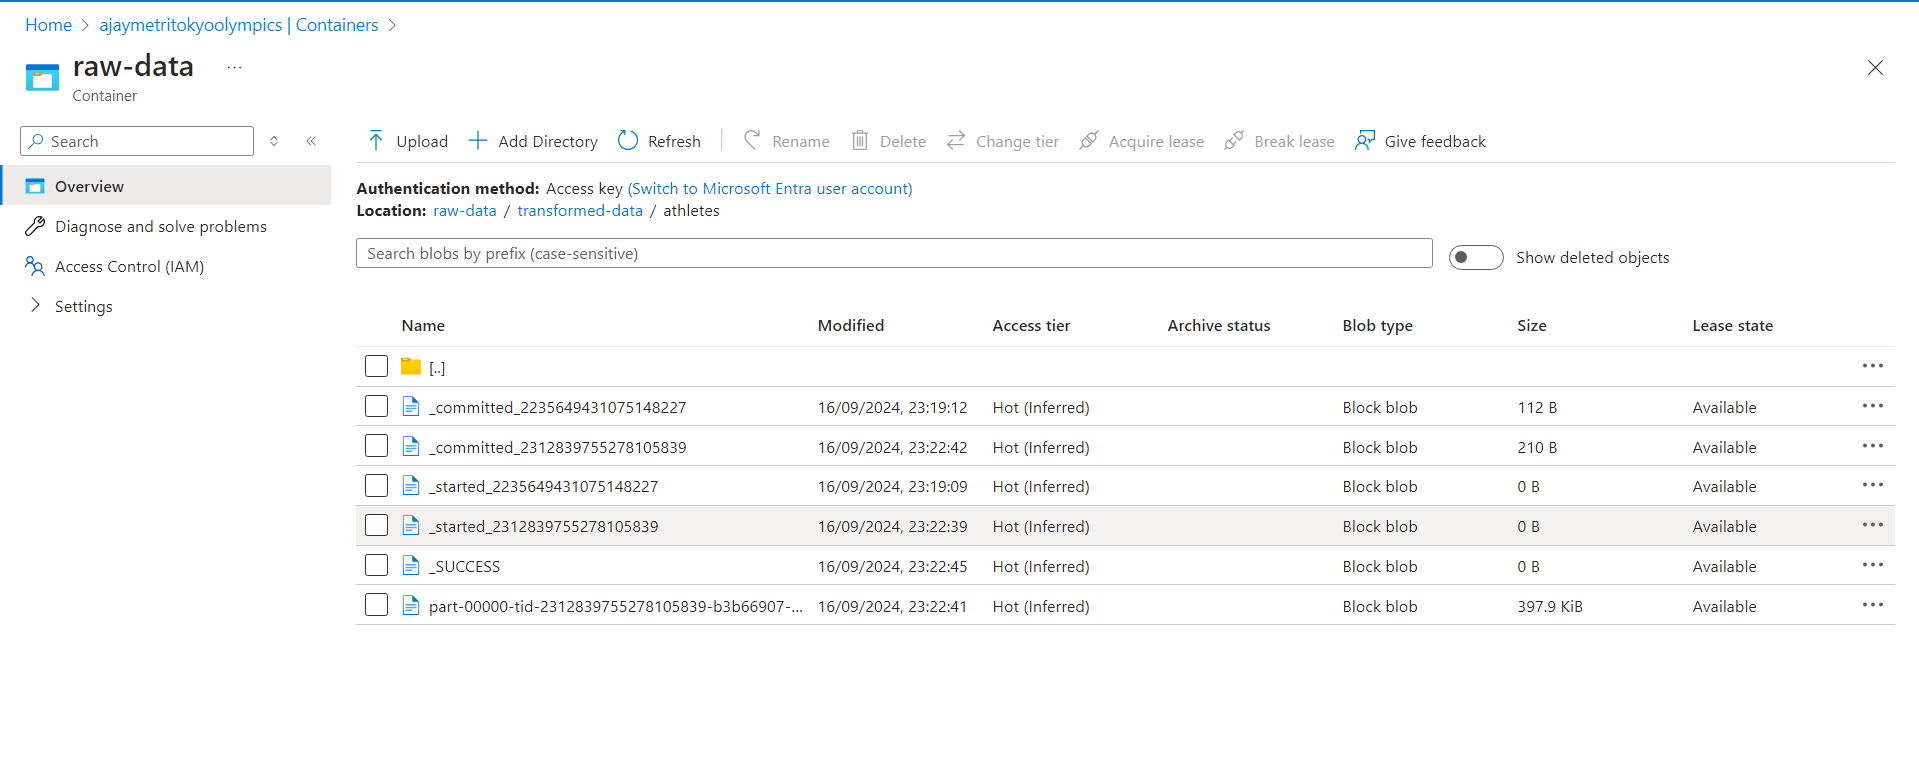 Home > ajaymetritokyoolympics | Containers >
raw-data ...
Container
Search
Overview
Diagnose and solve problems
Access Control (IAM)
Settings
Upload Add Directory Refresh Rename Delete Change tier Acquire lease Break lease Give feedback
Authentication method: Access key (Switch to Microsoft Entra user account)
Location: raw-data / transformed-data / athletes
Search blobs by prefix (case-sensitive) Show deleted objects
Name Modified Access tier Archive status Blob type Size Lease state
[..]
_committed_2235649431075148227 16/09/2024, 23:19:12 Hot (Inferred) Block blob 112 B Available
_committed_2312839755278105839 16/09/2024, 23:22:42 Hot (Inferred) Block blob 210 B Available
_started_2235649431075148227 16/09/2024, 23:19:09 Hot (Inferred) Block blob 0 B Available
_started_2312839755278105839 16/09/2024, 23:22:39 Hot (Inferred) Block blob 0 B Available
_SUCCESS 16/09/2024, 23:22:45 Hot (Inferred) Block blob 0 B Available
part-00000-tid-2312839755278105839-b3b66907-... 16/09/2024, 23:22:41 Hot (Inferred) Block blob 397.9 KiB Available